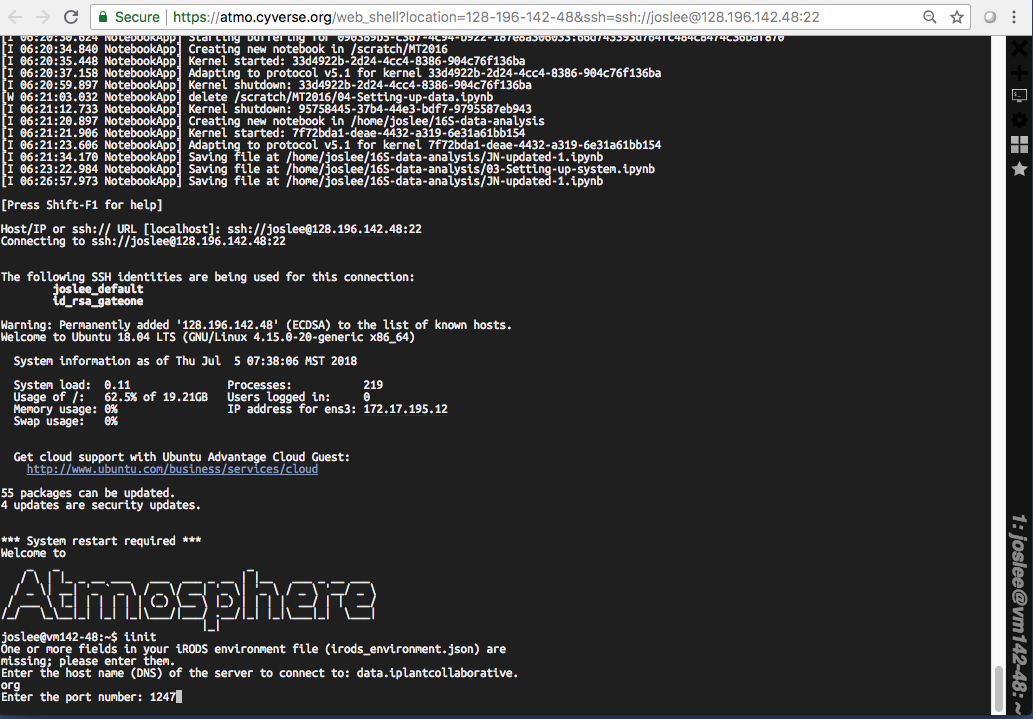 Secure | https://atmo.cyverse.org/web_shell?location=128-196-142-48&ssh=ssh://joslee@128.196.142.48:22
[I 06:20:30.624 NotebookApp] Starting buffering for
[I 06:20:34.840 NotebookApp] Creating new notebook in /scratch/MT2016
[I 06:20:35.448 NotebookApp] Kernel started: 33d4922b-2d24-4cc4-8386-904c76f136ba
[I 06:20:37.158 NotebookApp] Adapting to protocol v5.1 for kernel 33d4922b-2d24-4cc4-8386-904c76f136ba
[I 06:20:59.897 NotebookApp] Kernel shutdown: 33d4922b-2d24-4cc4-8386-904c76f136ba
[W 06:21:03.032 NotebookApp] delete /scratch/MT2016/04-Setting-up-data.ipynb
[I 06:21:12.733 NotebookApp] Kernel shutdown: 95758445-37b4-44e3-bdf7-9795587eb943
[I 06:21:20.897 NotebookApp] Creating new notebook in /home/joslee/16S-data-analysis
[I 06:21:21.906 NotebookApp] Kernel started: 7f72bda1-deae-4432-a319-6e31a61bb154
[I 06:21:23.606 NotebookApp] Adapting to protocol v5.1 for kernel 7f72bda1-deae-4432-a319-6e31a61bb154
[I 06:21:34.170 NotebookApp] Saving file at /home/joslee/16S-data-analysis/JN-updated-1.ipynb
[I 06:23:22.984 NotebookApp] Saving file at /home/joslee/16S-data-analysis/03-Setting-up-system.ipynb
[I 06:26:57.973 NotebookApp] Saving file at /home/joslee/16S-data-analysis/JN-updated-1.ipynb
[Press Shift-F1 for help]
Host/IP or ssh:// URL [localhost]: ssh://joslee@128.196.142.48:22
Connecting to ssh://joslee@128.196.142.48:22
The following SSH identities are being used for this connection:
joslee_default
id_rsa_gateone
Warning: Permanently added '128.196.142.48' (ECDSA) to the list of known hosts.
Welcome to Ubuntu 18.04 LTS (GNU/Linux 4.15.0-20-generic x86_64)
System information as of Thu Jul  5 07:38:06 MST 2018
System load:  0.11               Processes:           219
Usage of /:   62.5% of 19.21GB   Users logged in:     0
Memory usage: 0%                 IP address for ens3: 172.17.195.12
Swap usage:   0%
Get cloud support with Ubuntu Advantage Cloud Guest:
http://www.ubuntu.com/business/services/cloud
55 packages can be updated.
4 updates are security updates.
*** System restart required ***
Welcome to
Atmosphere
joslee@vm142-48:~$ iinit
One or more fields in your iRODS environment file (irods_environment.json) are
missing; please enter them.
Enter the host name (DNS) of the server to connect to: data.iplantcollaborative.
org
Enter the port number: 1247
1: joslee@vm142-48: ~